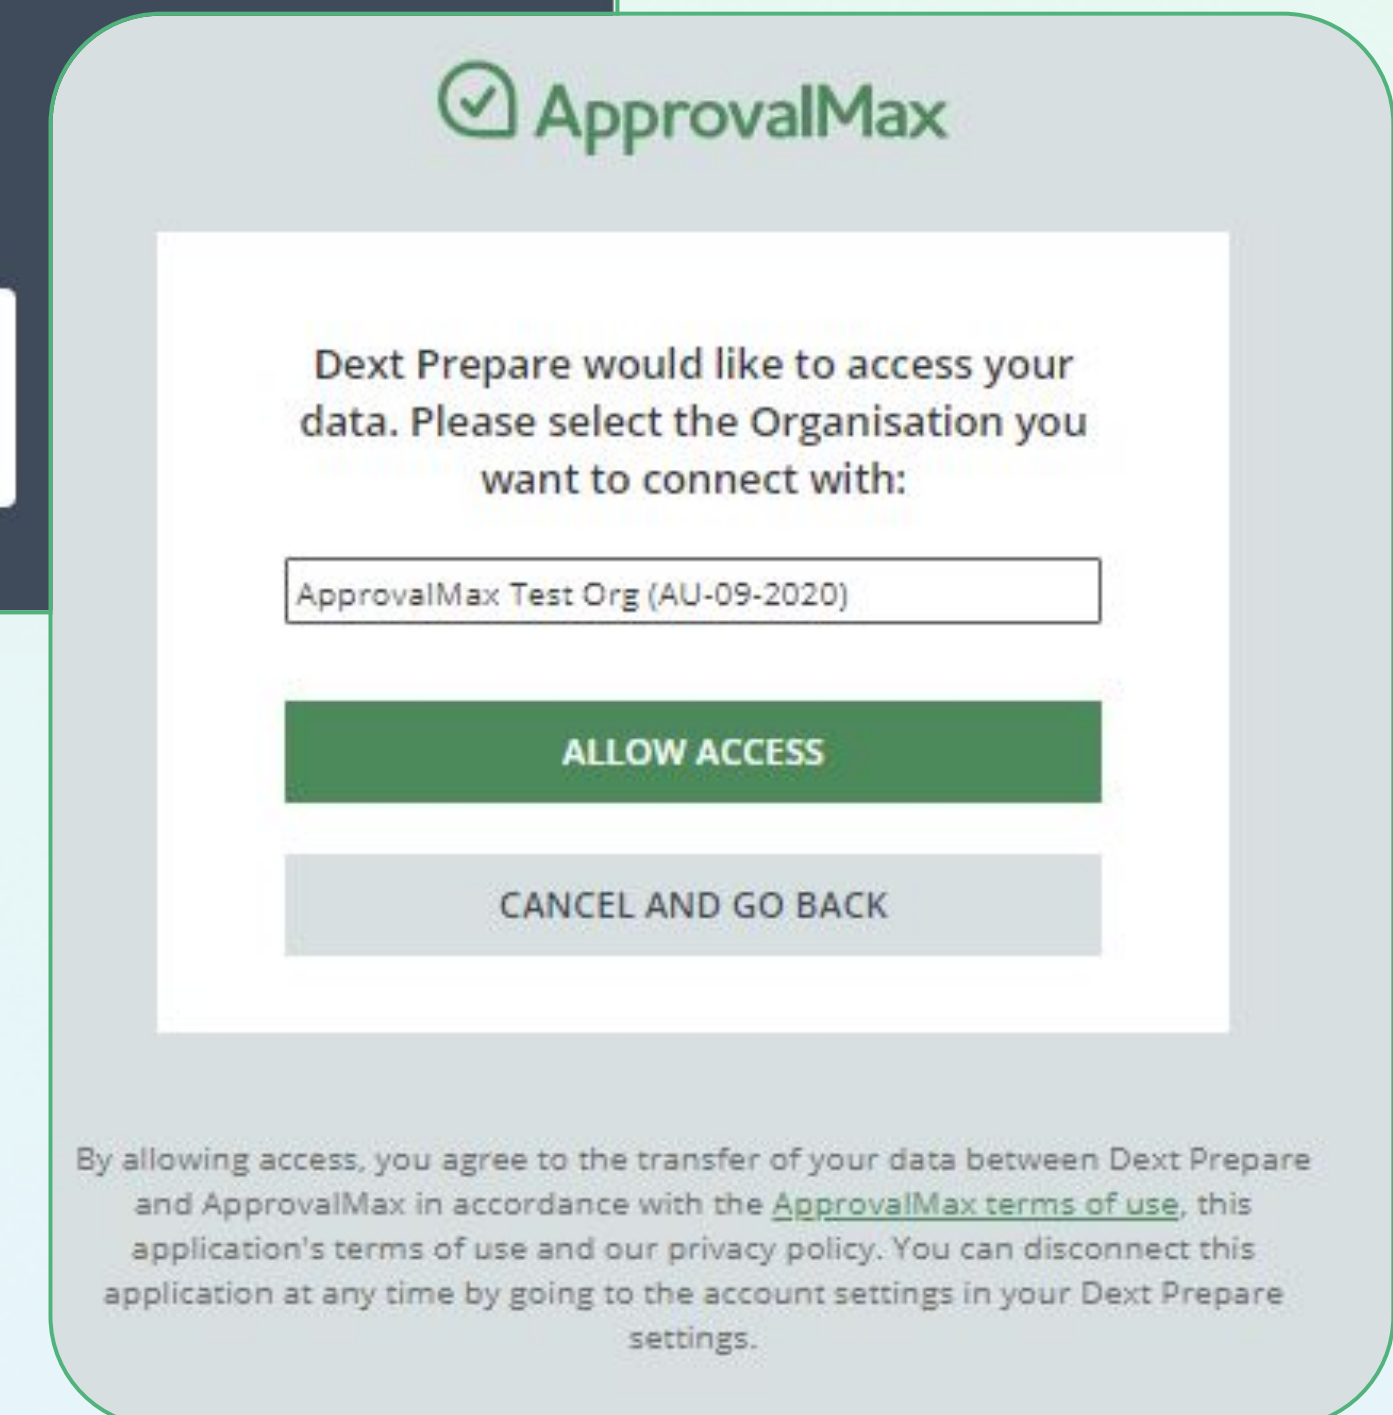 ApprovalMax
Dext Prepare would like to access your
data. Please select the Organisation you
want to connect with:
ApprovalMax Test Org (AU-09-2020)
ALLOW ACCESS
CANCEL AND GO BACK
By allowing access, you agree to the transfer of your data between Dext Prepare
and ApprovalMax in accordance with the ApprovalMax terms of use, this
application's terms of use and our privacy policy. You can disconnect this
application at any time by going to the account settings in your Dext Prepare
settings.